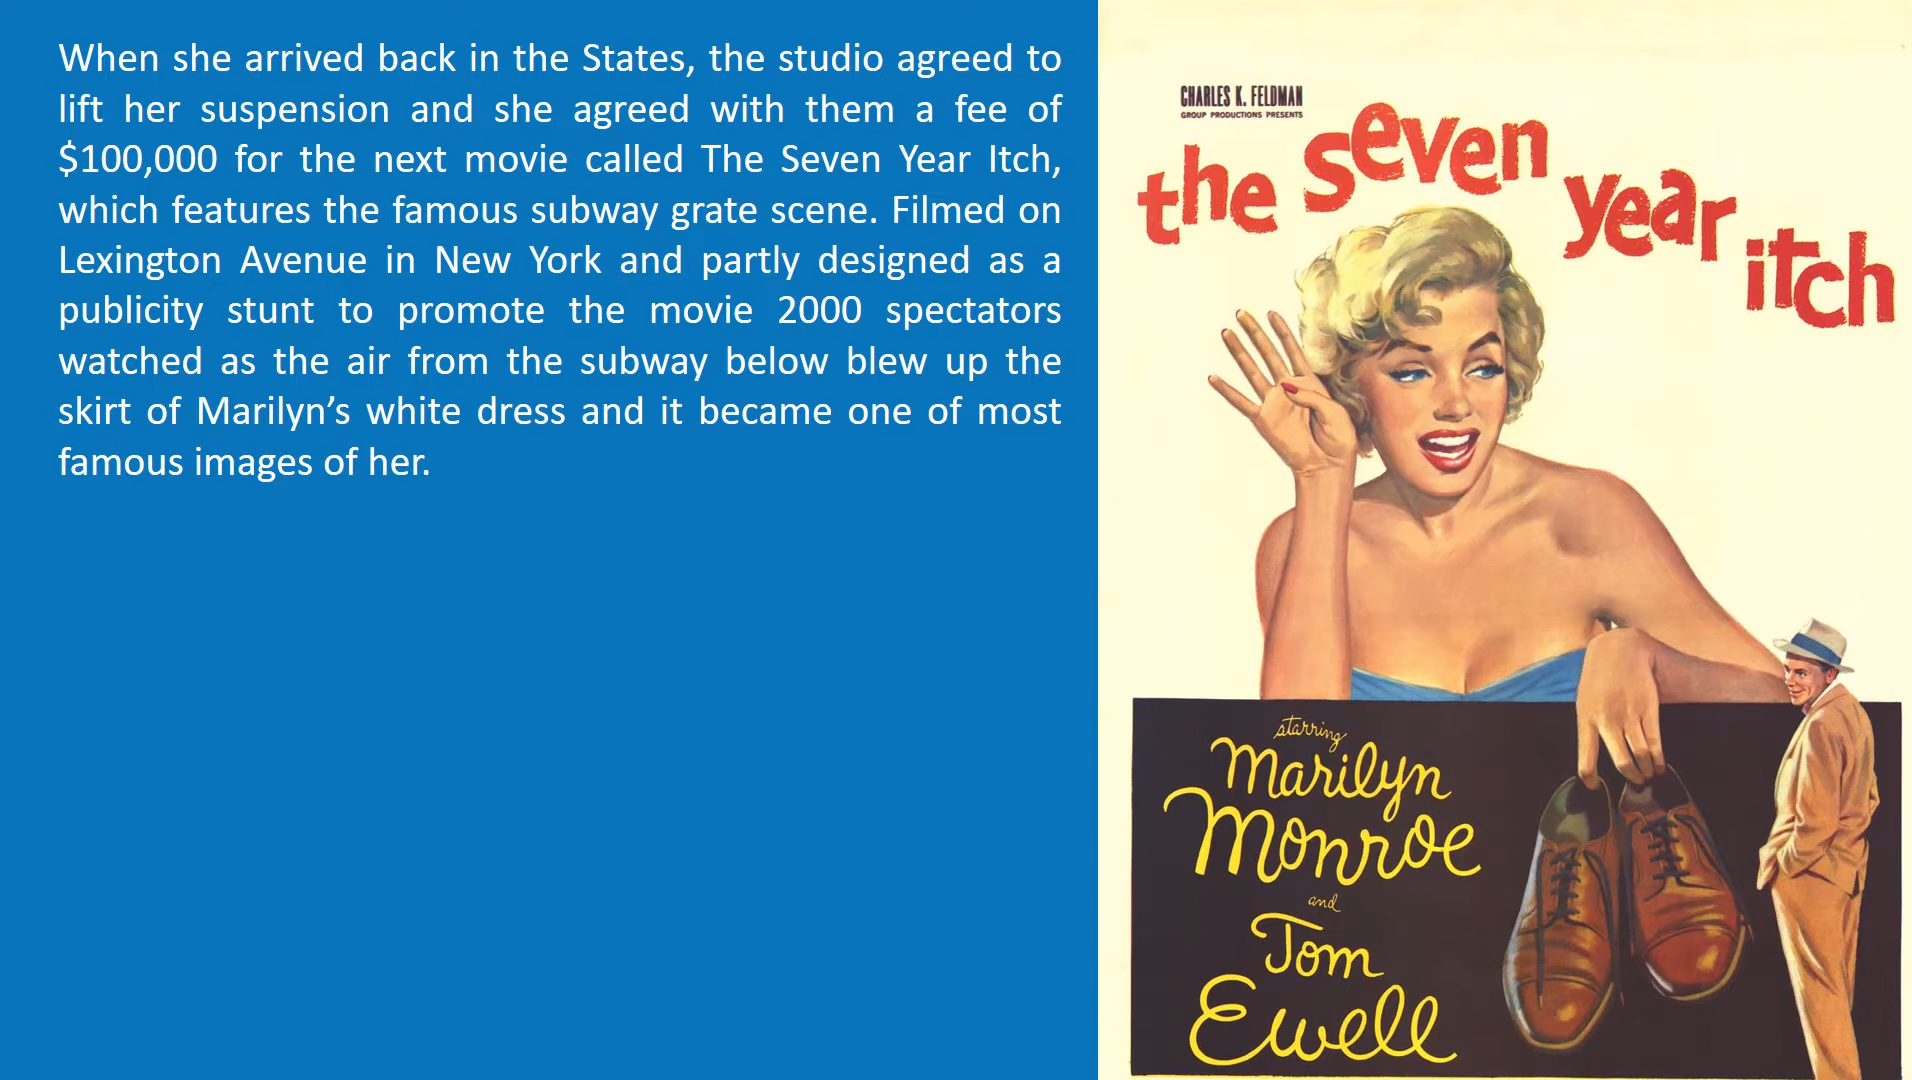 When she arrived back in the States, the studio agreed to
lift her suspension and she agreed with them a fee of
$100,000 for the next movie called The Seven Year Itch,
which features the famous subway grate scene. Filmed on
Lexington Avenue in New York and partly designed as a
publicity stunt to promote the movie 2000 spectators
watched as the air from the subway below blew up the
skirt of Marilyn’s white dress and it became one of most
famous images of her.
CHARLES K. FELDMAN
GROUP PRODUCTIONS PRESENTS
the seven year itch
starring
Marilyn
Monroe
and
Tom
Ewell